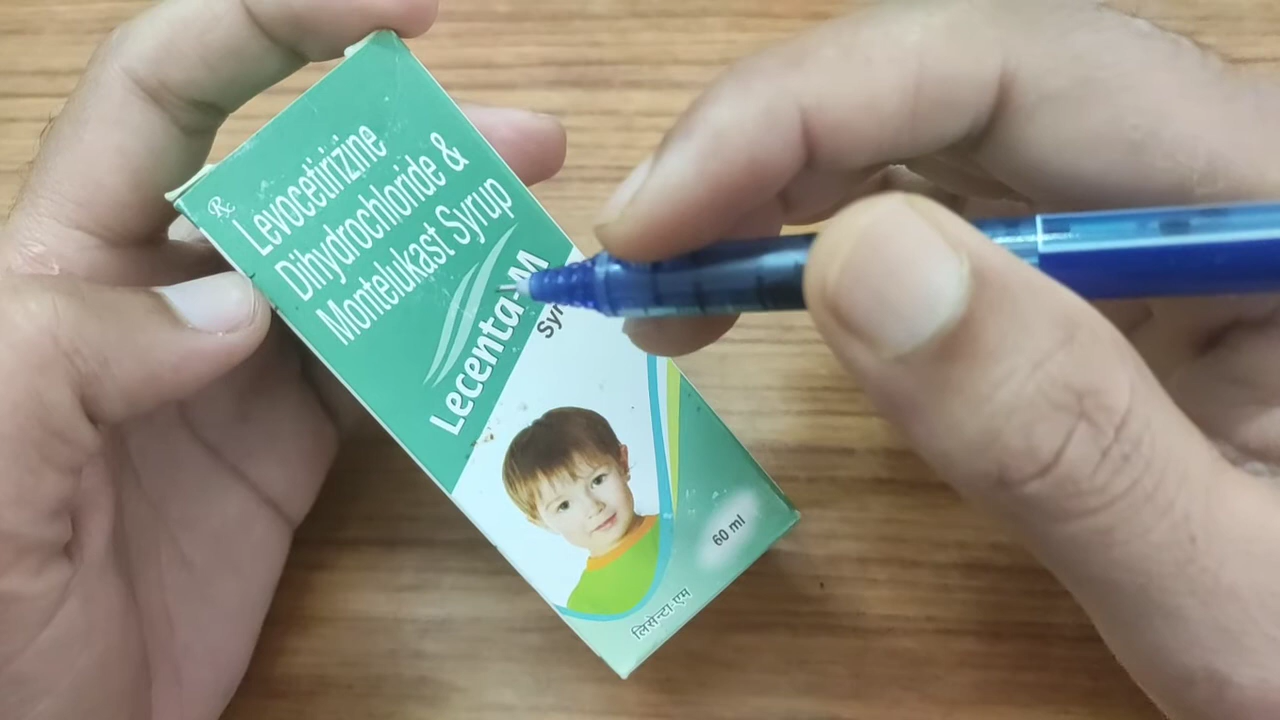 Rx
Levocetirizine
Dihydrochloride &
Montelukast Syrup
Lecenta-M
60 ml
लिसेन्टा-एम